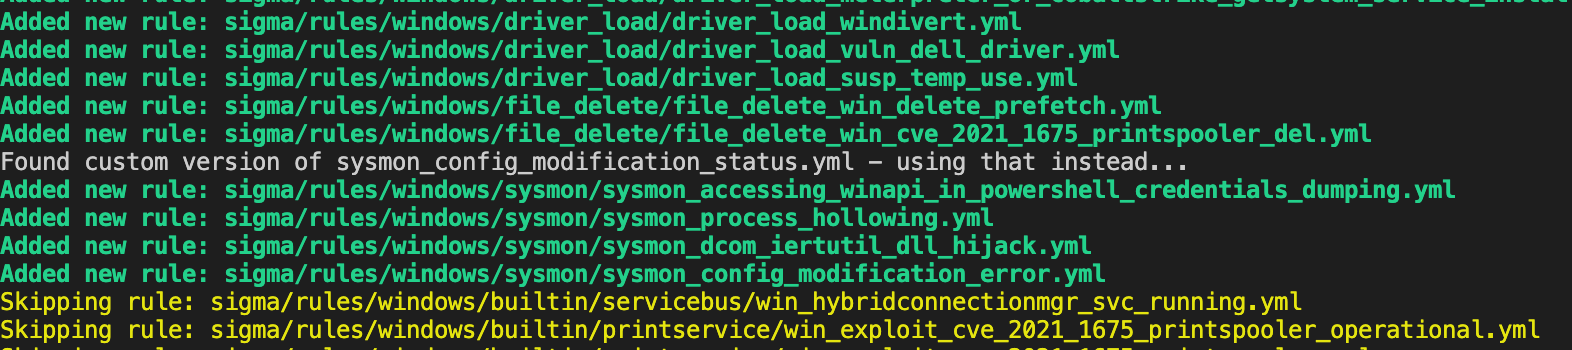 Added new rule: sigma/rules/windows/driver_load/driver_load_windivert.yml
Added new rule: sigma/rules/windows/driver_load/driver_load_vuln_dell_driver.yml
Added new rule: sigma/rules/windows/driver_load/driver_load_susp_temp_use.yml
Added new rule: sigma/rules/windows/file_delete/file_delete_win_delete_prefetch.yml
Added new rule: sigma/rules/windows/file_delete/file_delete_win_cve_2021_1675_printspooler_del.yml
Found custom version of sysmon_config_modification_status.yml – using that instead...
Added new rule: sigma/rules/windows/sysmon/sysmon_accessing_winapi_in_powershell_credentials_dumping.yml
Added new rule: sigma/rules/windows/sysmon/sysmon_process_hollowing.yml
Added new rule: sigma/rules/windows/sysmon/sysmon_dcom_iertutil_dll_hijack.yml
Added new rule: sigma/rules/windows/sysmon/sysmon_config_modification_error.yml
Skipping rule: sigma/rules/windows/builtin/servicebus/win_hybridconnectionmgr_svc_running.yml
Skipping rule: sigma/rules/windows/builtin/printservice/win_exploit_cve_2021_1675_printspooler_operational.yml